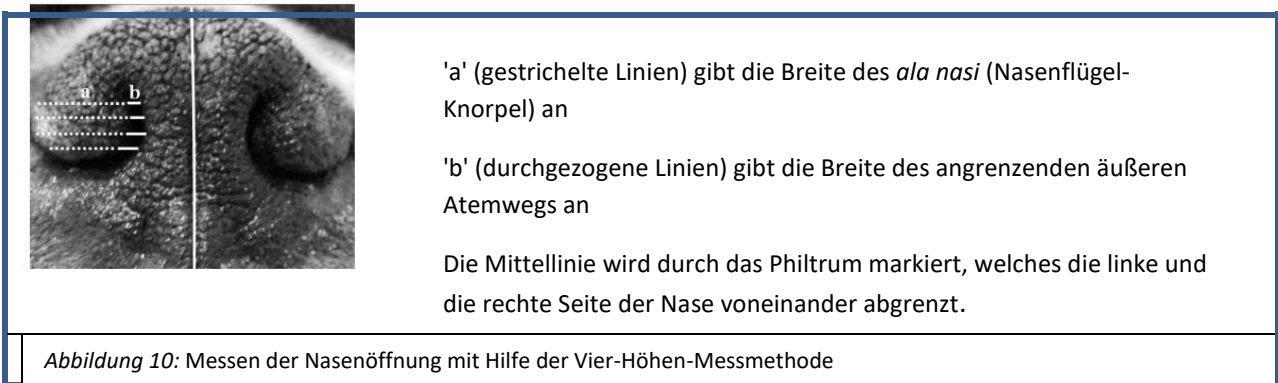 a b
'a' (gestrichelte Linien) gibt die Breite des ala nasi (Nasenflügel-
Knorpel) an
'b' (durchgezogene Linien) gibt die Breite des angrenzenden äußeren
Atemwegs an
Die Mittellinie wird durch das Philtrum markiert, welches die linke und
die rechte Seite der Nase voneinander abgrenzt.
Abbildung 10: Messen der Nasenöffnung mit Hilfe der Vier-Höhen-Messmethode